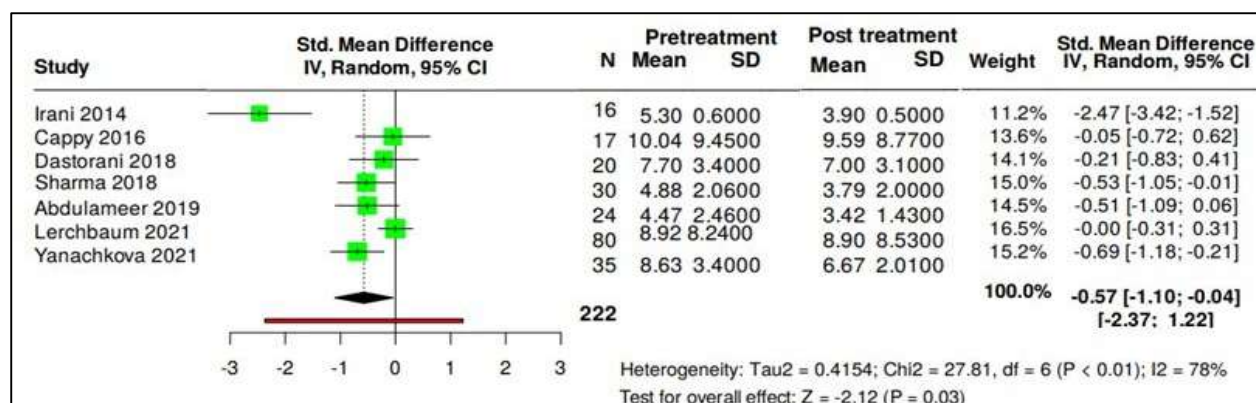 Study Std. Mean Difference IV, Random, 95% CI N Pretreatment Mean SD Post treatment Mean SD Weight Std. Mean Difference IV, Random, 95% CI
Irani 2014 16 5.30 0.6000 3.90 0.5000 11.2% -2.47 [-3.42; -1.52]
Cappy 2016 17 10.04 9.4500 9.59 8.7700 13.6% -0.05 [-0.72; 0.62]
Dastorani 2018 20 7.70 3.4000 7.00 3.1000 14.1% -0.21 [-0.83; 0.41]
Sharma 2018 30 4.88 2.0600 3.79 2.0000 15.0% -0.53 [-1.05; -0.01]
Abdulameer 2019 24 4.47 2.4600 3.42 1.4300 14.5% -0.51 [-1.09; 0.06]
Lerchbaum 2021 80 8.92 8.2400 8.90 8.5300 16.5% -0.00 [-0.31; 0.31]
Yanachkova 2021 35 8.63 3.4000 6.67 2.0100 15.2% -0.69 [-1.18; -0.21]
222 100.0% -0.57 [-1.10; -0.04]
[-2.37; 1.22]
-3 -2 -1 0 1 2 3
Heterogeneity: Tau2 = 0.4154; Chi2 = 27.81, df = 6 (P < 0.01); I2 = 78%
Test for overall effect: Z = -2.12 (P = 0.03)